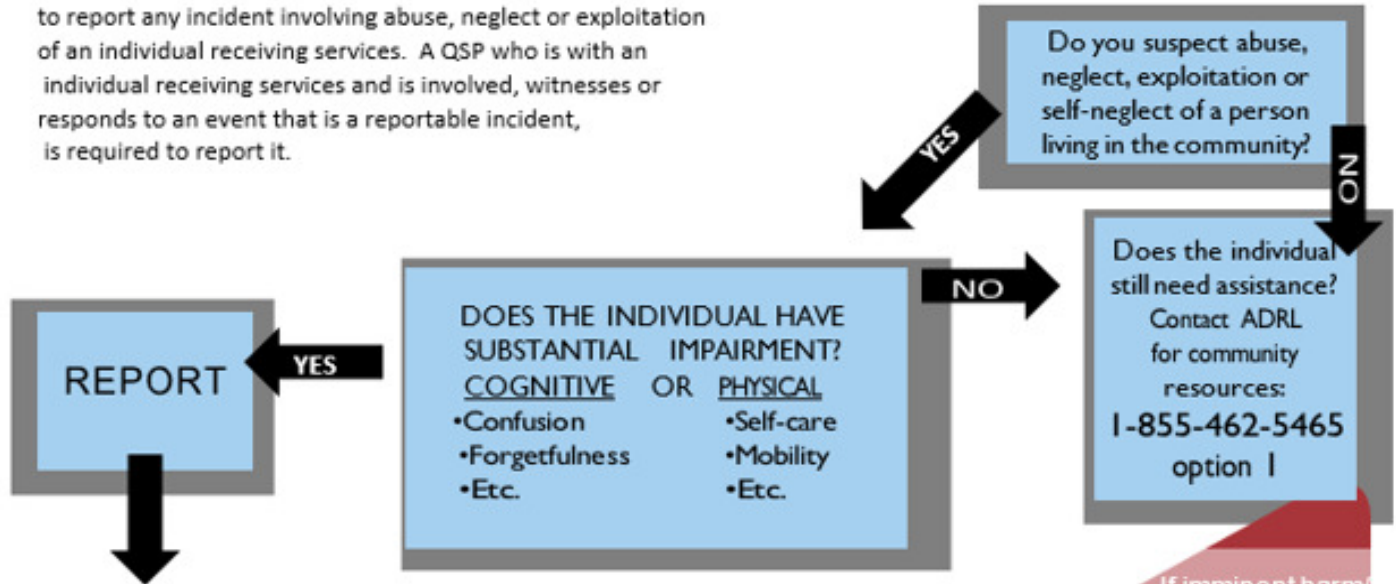 to report any incident involving abuse, neglect or exploitation
of an individual receiving services. A QSP who is with an
individual receiving services and is involved, witnesses or
responds to an event that is a reportable incident,
is required to report it.
Do you suspect abuse,
neglect, exploitation or
self-neglect of a person
living in the community?
YES
NO
DOES THE INDIVIDUAL HAVE
SUBSTANTIAL IMPAIRMENT?
COGNITIVE OR PHYSICAL
•Confusion •Self-care
•Forgetfulness •Mobility
•Etc. •Etc.
NO
Does the individual
still need assistance?
Contact ADRL
for community
resources:
1-855-462-5465
option 1
YES
REPORT
If imminent harm